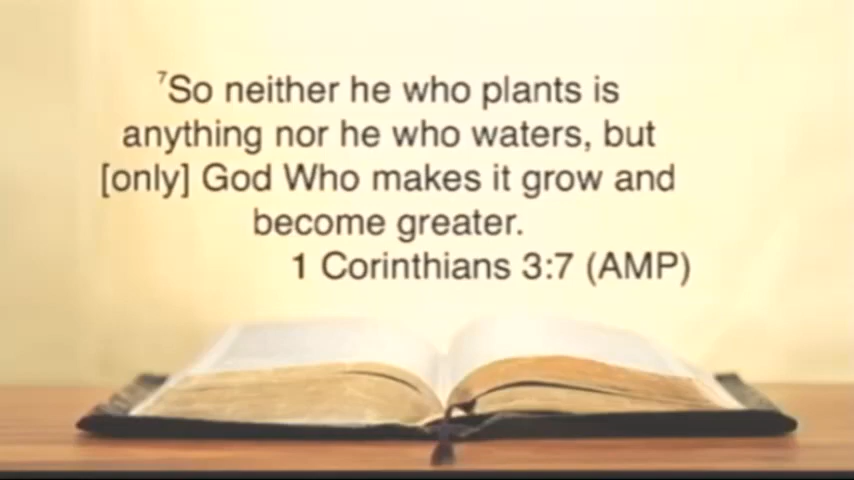 ⁷So neither he who plants is
anything nor he who waters, but
[only] God Who makes it grow and
become greater.
1 Corinthians 3:7 (AMP)